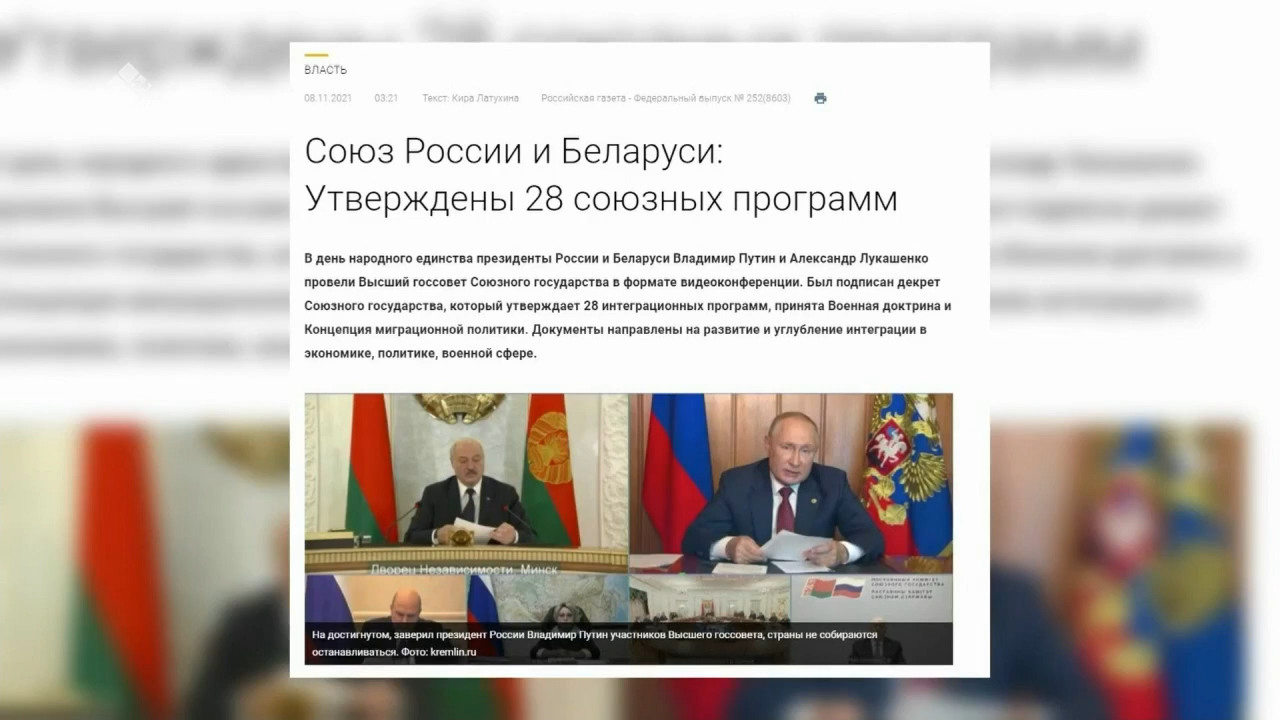 ВЛАСТЬ
08.11.2021 03:21 Текст: Кира Латухина Российская газета - Федеральный выпуск № 252(8603)
Союз России и Беларуси:
Утверждены 28 союзных программ
В день народного единства президенты России и Беларуси Владимир Путин и Александр Лукашенко
провели Высший госсовет Союзного государства в формате видеоконференции. Был подписан декрет
Союзного государства, который утверждает 28 интеграционных программ, принята Военная доктрина и
Концепция миграционной политики. Документы направлены на развитие и углубление интеграции в
экономике, политике, военной сфере.
Дворец Независимости. Минск
ПОСТОЯННЫЙ КОМИТЕТ
СОЮЗНОГО ГОСУДАРСТВА
На достигнутом, заверил президент России Владимир Путин участников Высшего госсовета, страны не собираются
останавливаться. Фото: kremlin.ru